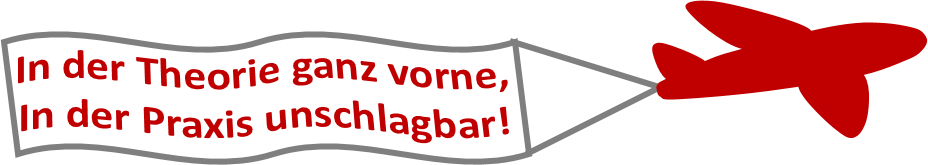 In der Theorie ganz vorne,
In der Praxis unschlagbar!